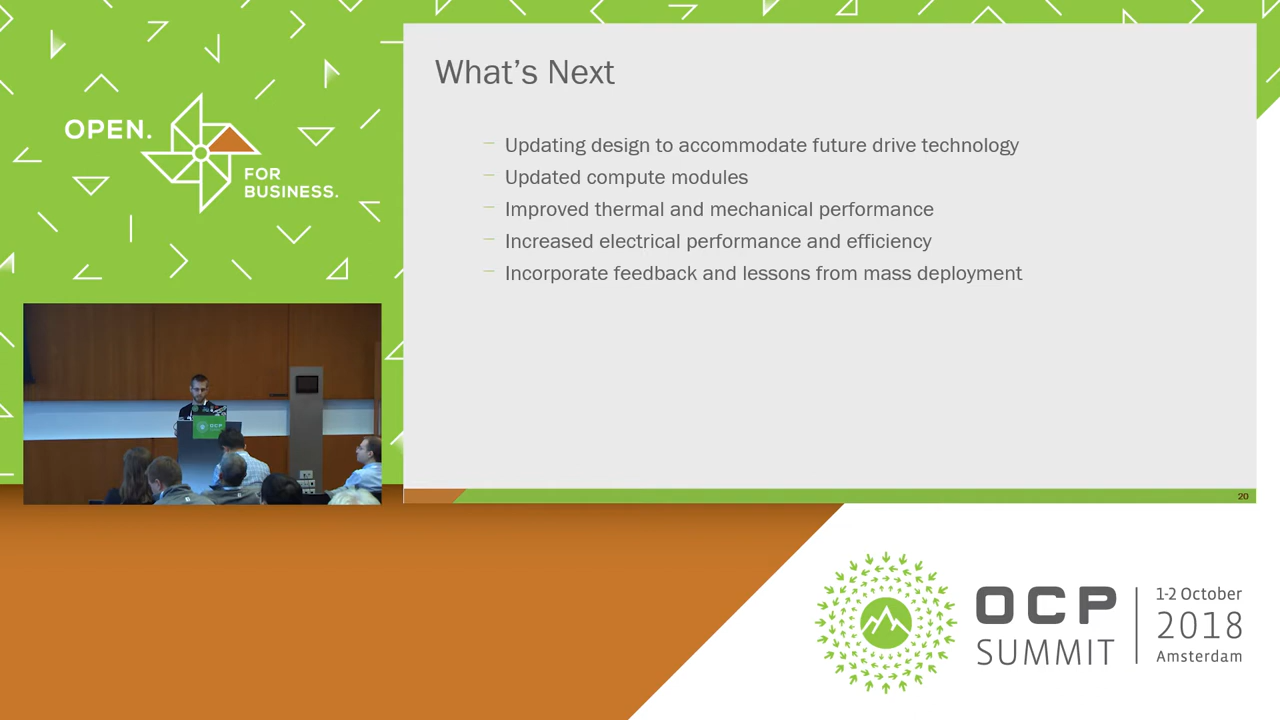 OPEN.
FOR
BUSINESS.
What's Next
– Updating design to accommodate future drive technology
– Updated compute modules
– Improved thermal and mechanical performance
– Increased electrical performance and efficiency
– Incorporate feedback and lessons from mass deployment
20
OCP
OCP
SUMMIT
1-2 October
2018
Amsterdam